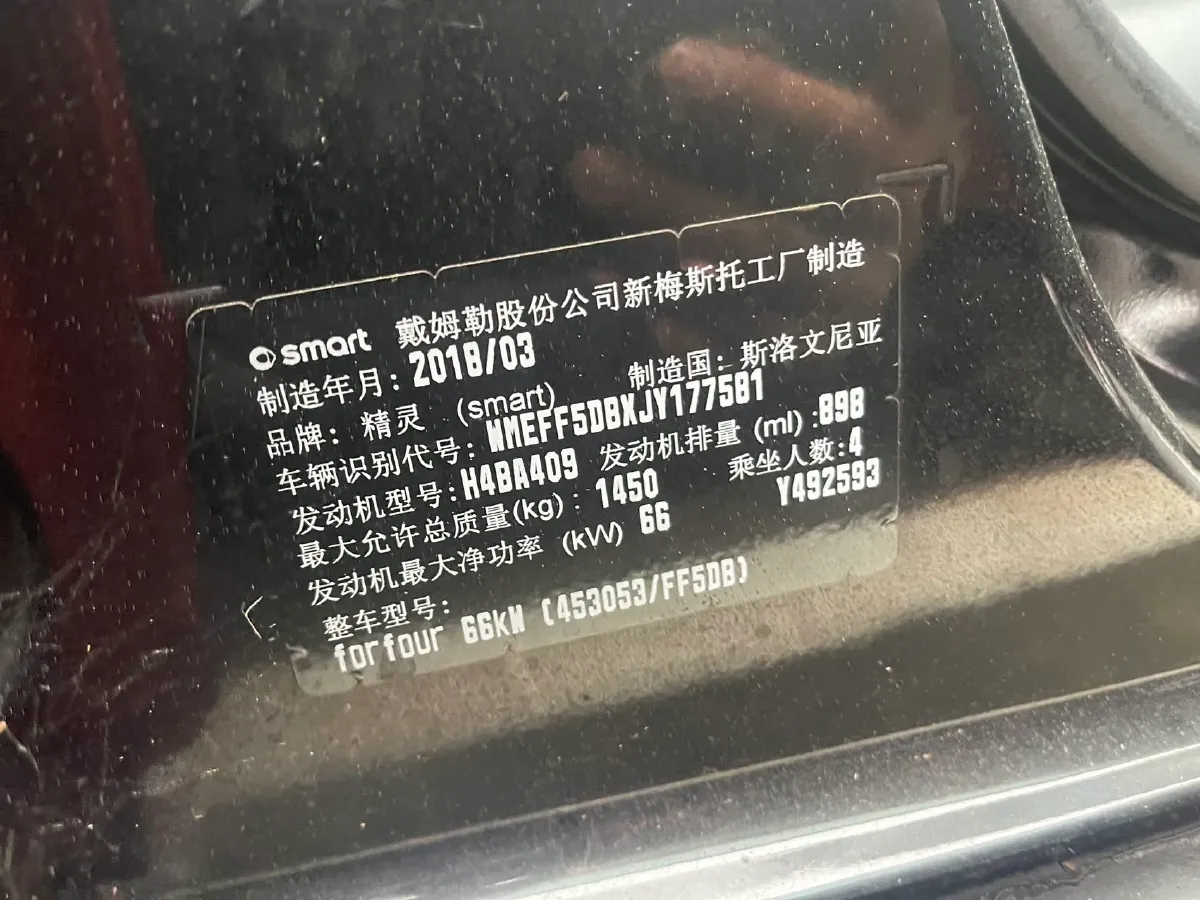 smart 戴姆勒股份公司新梅斯托工厂制造
制造年月: 2018/03
品牌: 精灵 (smart) 制造国: 斯洛文尼亚
车辆识别代号: WMEFF5DBXJY177581
发动机型号: H4BA409 发动机排量 (ml) :898
最大允许总质量(kg) : 1450 乘坐人数:4
发动机最大净功率 (kW) 66 Y492593
整车型号:
forfour 66kW (453053/FF5DB)